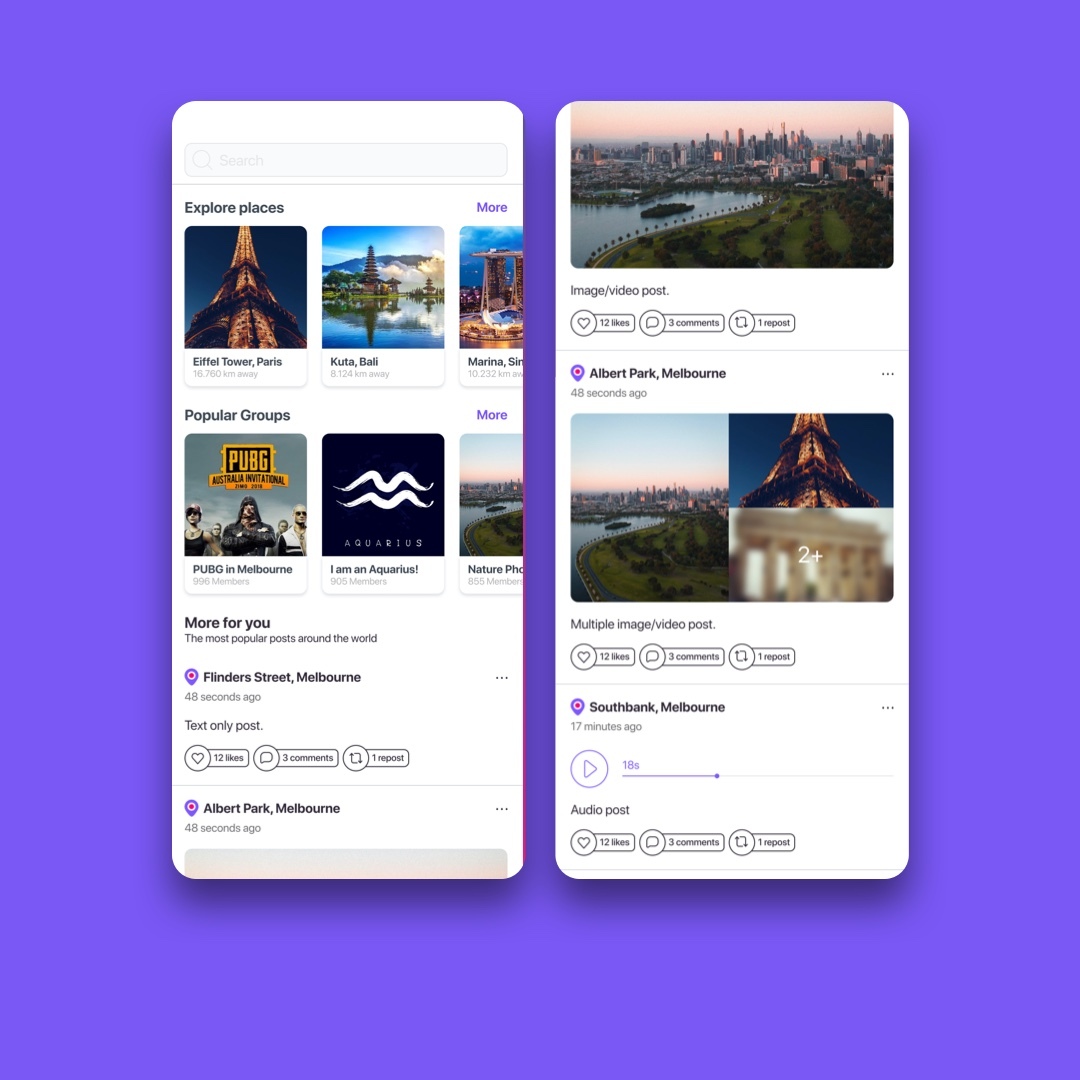 Search
Explore places
More
Eiffel Tower, Paris
16.760 km away
Kuta, Bali
8.124 km away
Marina, Sin
10.232 km aw
Popular Groups
More
PUBG
AUSTRALIA INVITATIONAL
ZIMO 2018
PUBG in Melbourne
996 Members
AQUARIUS
I am an Aquarius!
905 Members
Nature Pho
855 Members
More for you
The most popular posts around the world
Flinders Street, Melbourne
48 seconds ago
Text only post.
12 likes 3 comments 1 repost
Albert Park, Melbourne
48 seconds ago
Image/video post.
12 likes 3 comments 1 repost
Albert Park, Melbourne
48 seconds ago
2+
Multiple image/video post.
12 likes 3 comments 1 repost
Southbank, Melbourne
17 minutes ago
18s
Audio post
12 likes 3 comments 1 repost